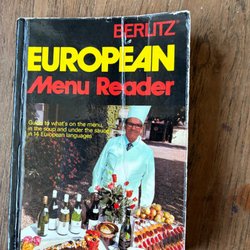 BERLITZ®
EUROPEAN
Menu Reader
Guide to what's on the menu,
in the soup and under the sauce
in 14 European languages